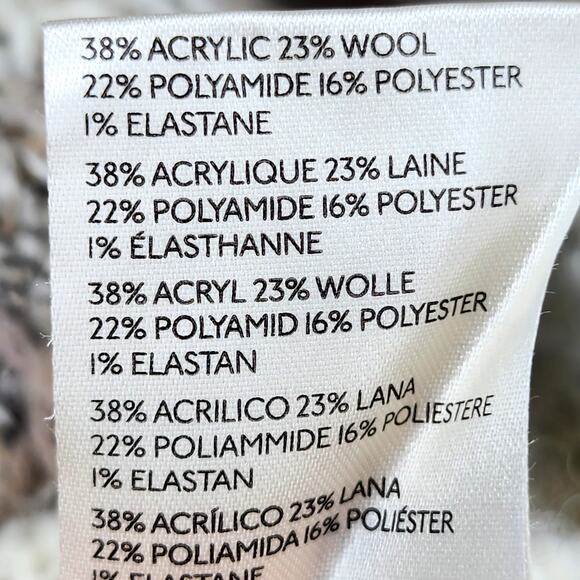 38% ACRYLIC 23% WOOL
22% POLYAMIDE 16% POLYESTER
1% ELASTANE
38% ACRYLIQUE 23% LAINE
22% POLYAMIDE 16% POLYESTER
1% ÉLASTHANNE
38% ACRYL 23% WOLLE
22% POLYAMID 16% POLYESTER
1% ELASTAN
38% ACRILICO 23% LANA
22% POLIAMMIDE 16% POLIESTERE
1% ELASTAN
38% ACRÍLICO 23% LANA
22% POLIAMIDA 16% POLIÉSTER
1% ELASTANE